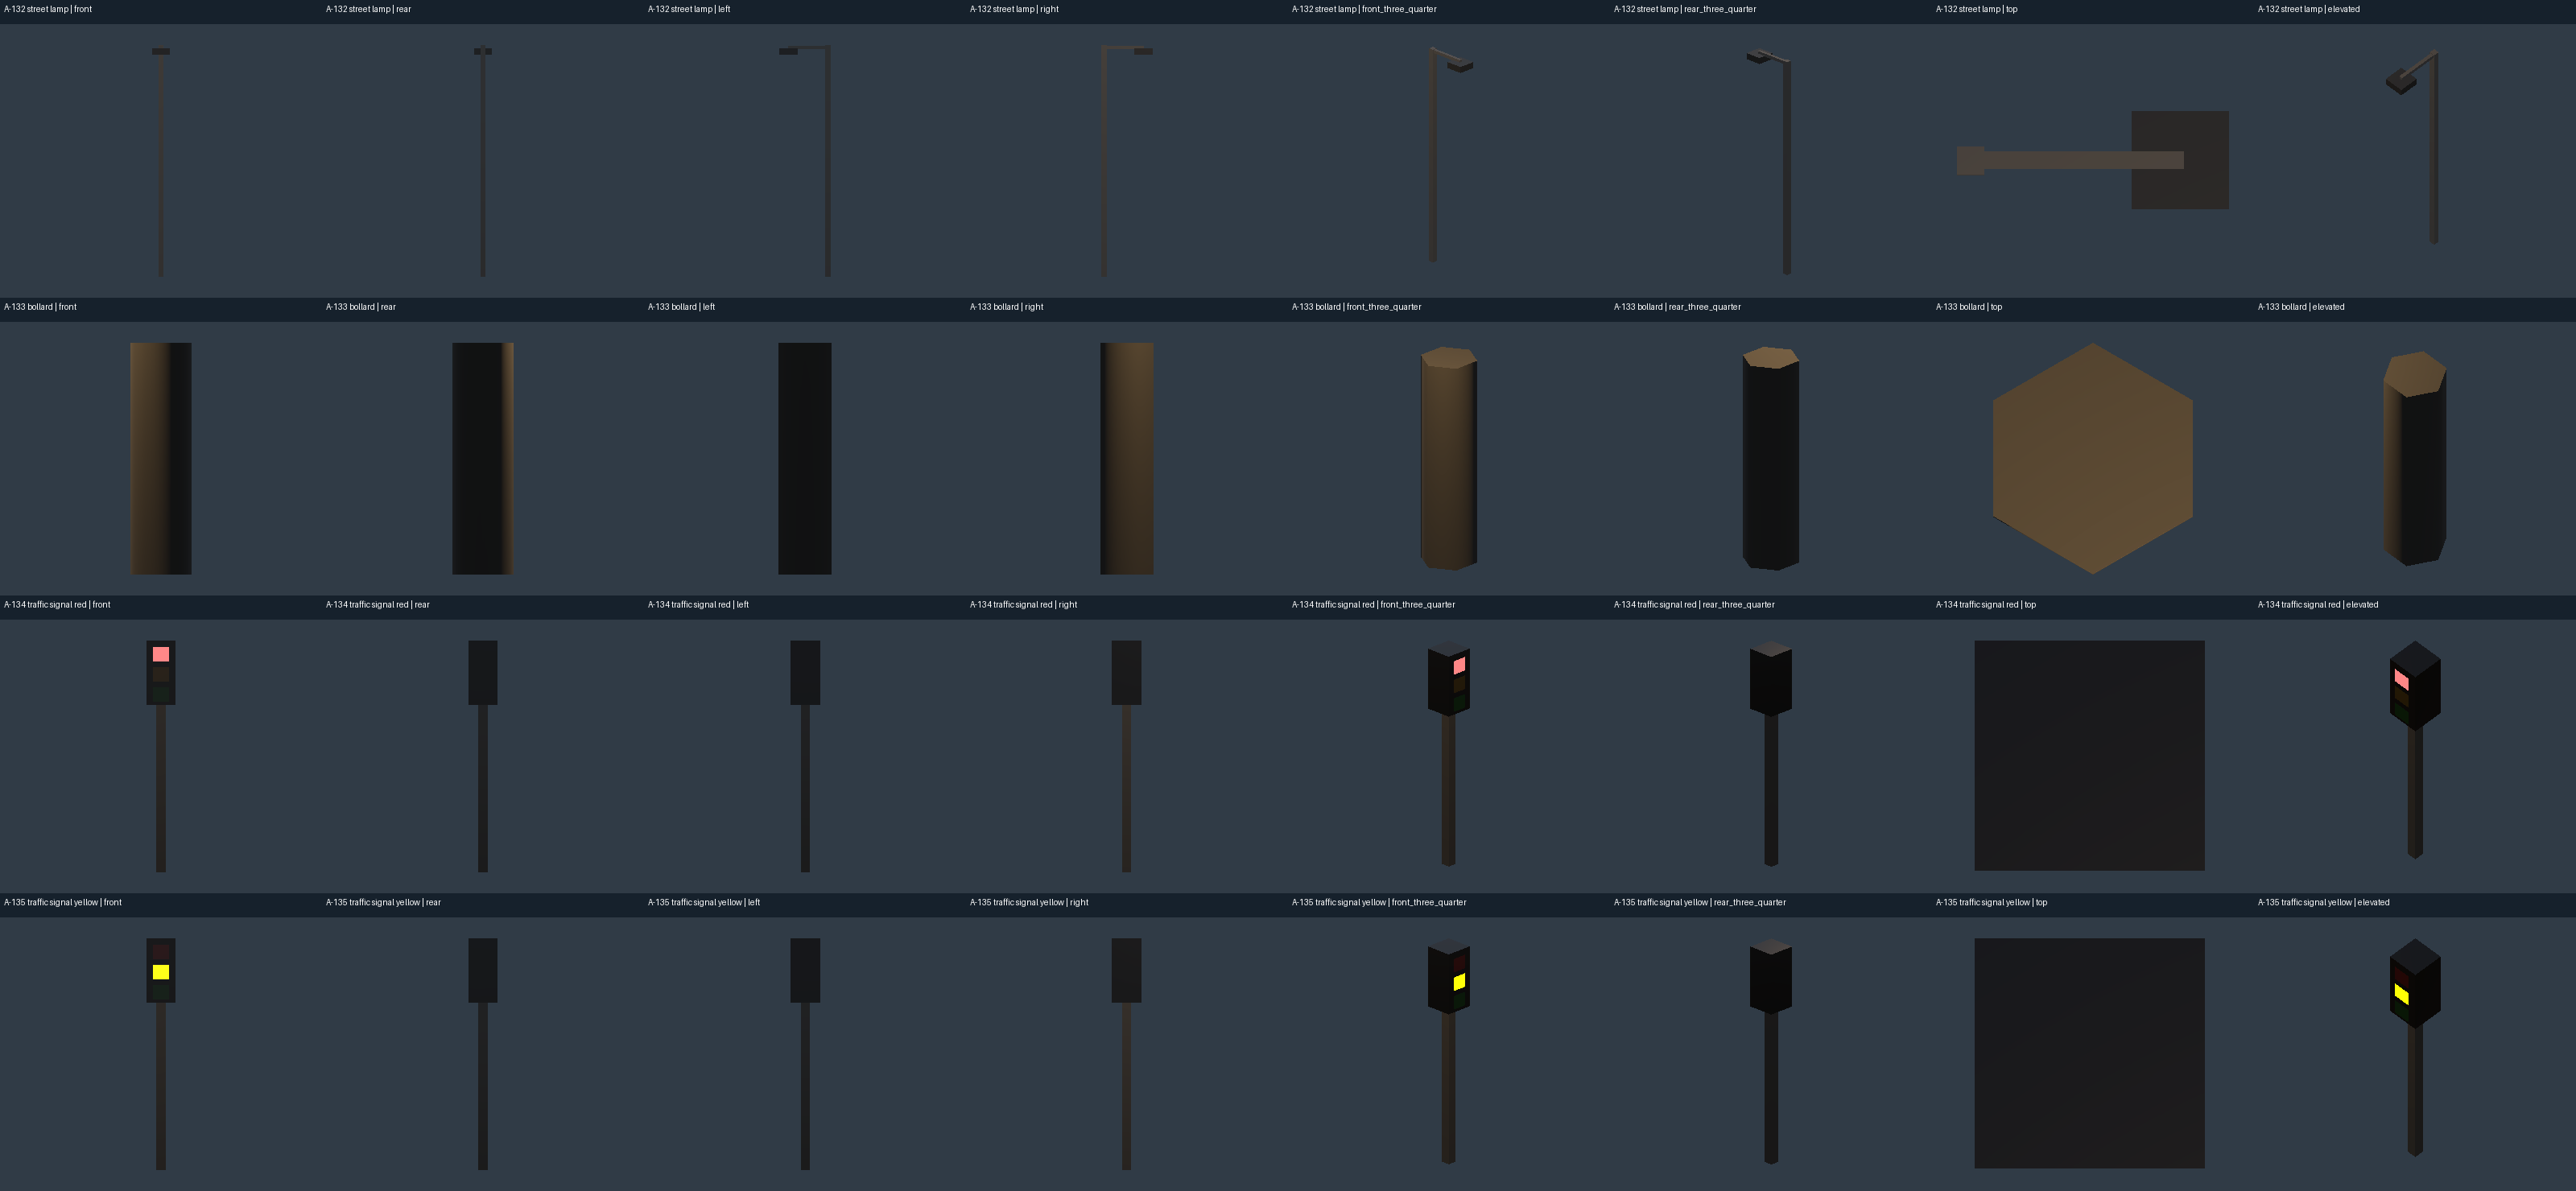 A-132 street lamp | front
A-132 street lamp | rear
A-132 street lamp | left
A-132 street lamp | right
A-132 street lamp | front_three_quarter
A-132 street lamp | rear_three_quarter
A-132 street lamp | top
A-132 street lamp | elevated
A-133 bollard | front
A-133 bollard | rear
A-133 bollard | left
A-133 bollard | right
A-133 bollard | front_three_quarter
A-133 bollard | rear_three_quarter
A-133 bollard | top
A-133 bollard | elevated
A-134 traffic signal red | front
A-134 traffic signal red | rear
A-134 traffic signal red | left
A-134 traffic signal red | right
A-134 traffic signal red | front_three_quarter
A-134 traffic signal red | rear_three_quarter
A-134 traffic signal red | top
A-134 traffic signal red | elevated
A-135 traffic signal yellow | front
A-135 traffic signal yellow | rear
A-135 traffic signal yellow | left
A-135 traffic signal yellow | right
A-135 traffic signal yellow | front_three_quarter
A-135 traffic signal yellow | rear_three_quarter
A-135 traffic signal yellow | top
A-135 traffic signal yellow | elevated